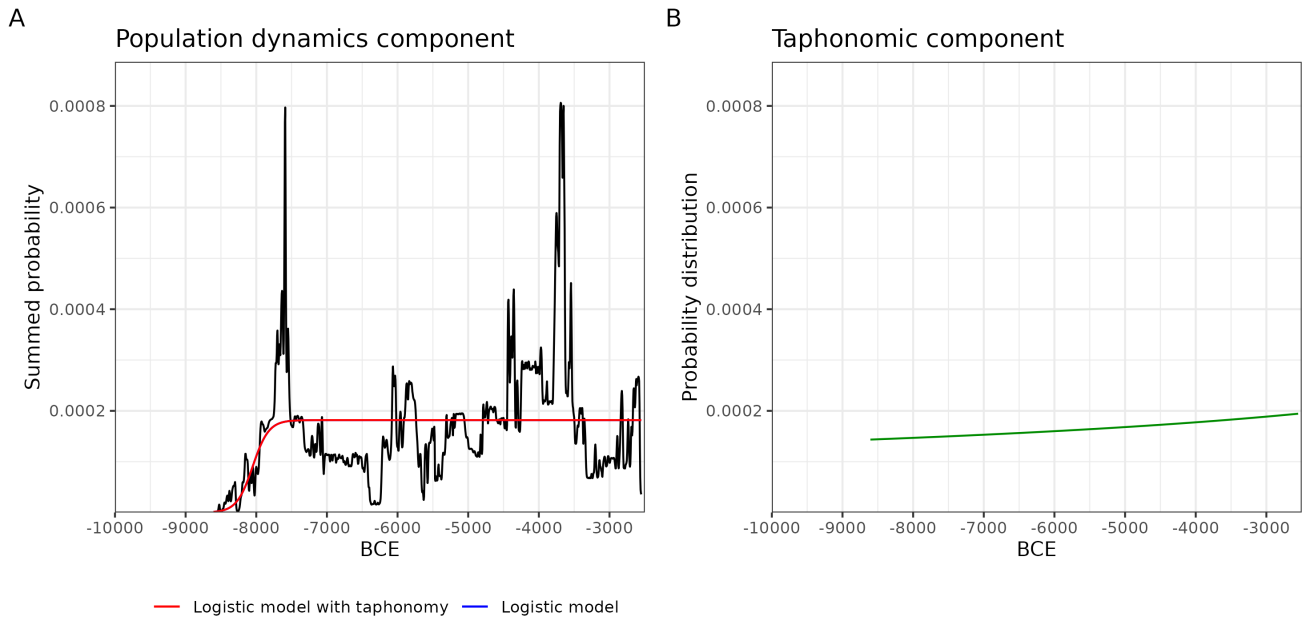 A
Population dynamics component
Summed probability
0.0008
0.0006
0.0004
0.0002
-10000 -9000 -8000 -7000 -6000 -5000 -4000 -3000
BCE
Logistic model with taphonomy Logistic model
B
Taphonomic component
Probability distribution
0.0008
0.0006
0.0004
0.0002
-10000 -9000 -8000 -7000 -6000 -5000 -4000 -3000
BCE